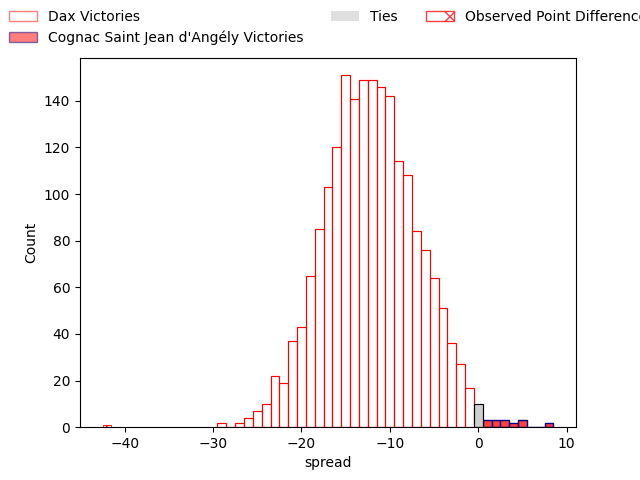 Dax Victories
Cognac Saint Jean d'Angély Victories
Ties
Observed Point Difference
140
120
100
80
60
40
20
0
Count
−40
−30
−20
−10
0
10
spread